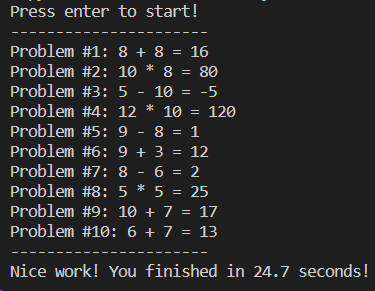 Press enter to start!
----------------------
Problem #1: 8 + 8 = 16
Problem #2: 10 * 8 = 80
Problem #3: 5 - 10 = -5
Problem #4: 12 * 10 = 120
Problem #5: 9 - 8 = 1
Problem #6: 9 + 3 = 12
Problem #7: 8 - 6 = 2
Problem #8: 5 * 5 = 25
Problem #9: 10 + 7 = 17
Problem #10: 6 + 7 = 13
----------------------
Nice work! You finished in 24.7 seconds!